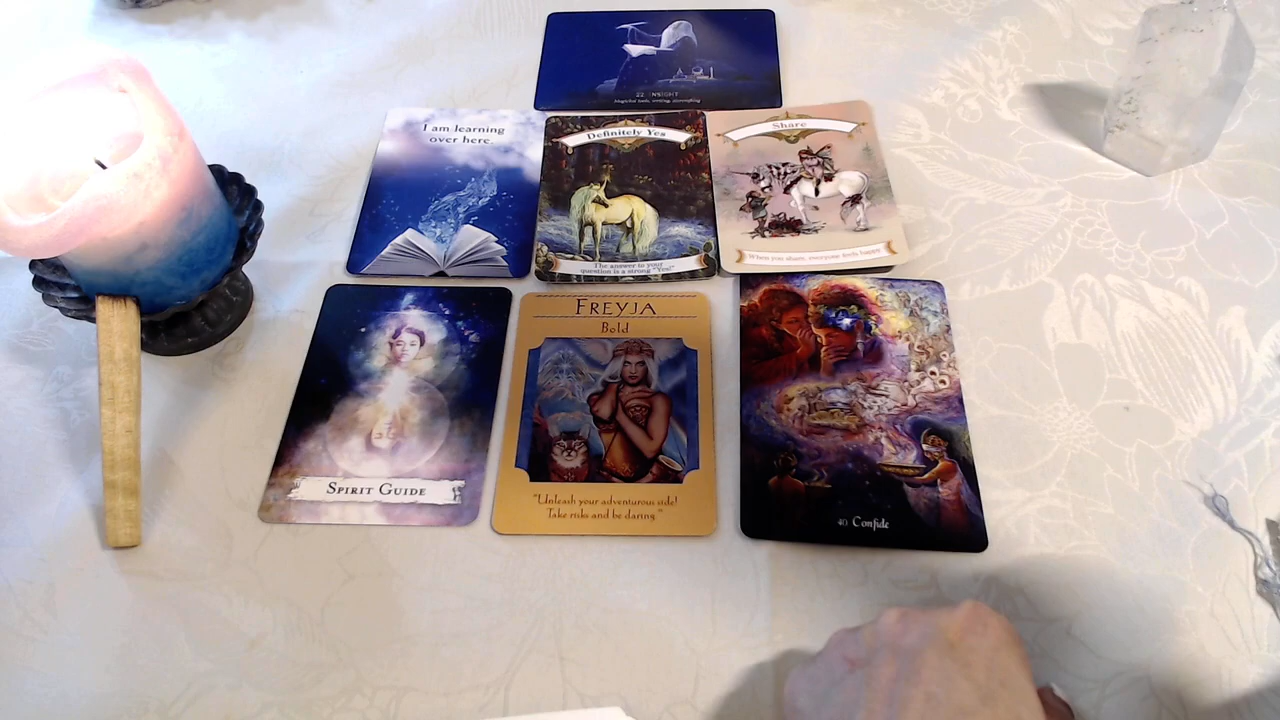 22 INSIGHT
Magickal tools, writing, journaling
I am learning
over here.
Definitely Yes
The answer to your
question is a strong "Yes!"
Share
When you share, everyone feels happy
SPIRIT GUIDE
FREYJA
Bold
"Unleash your adventurous side!
Take risks and be daring."
40 Confide